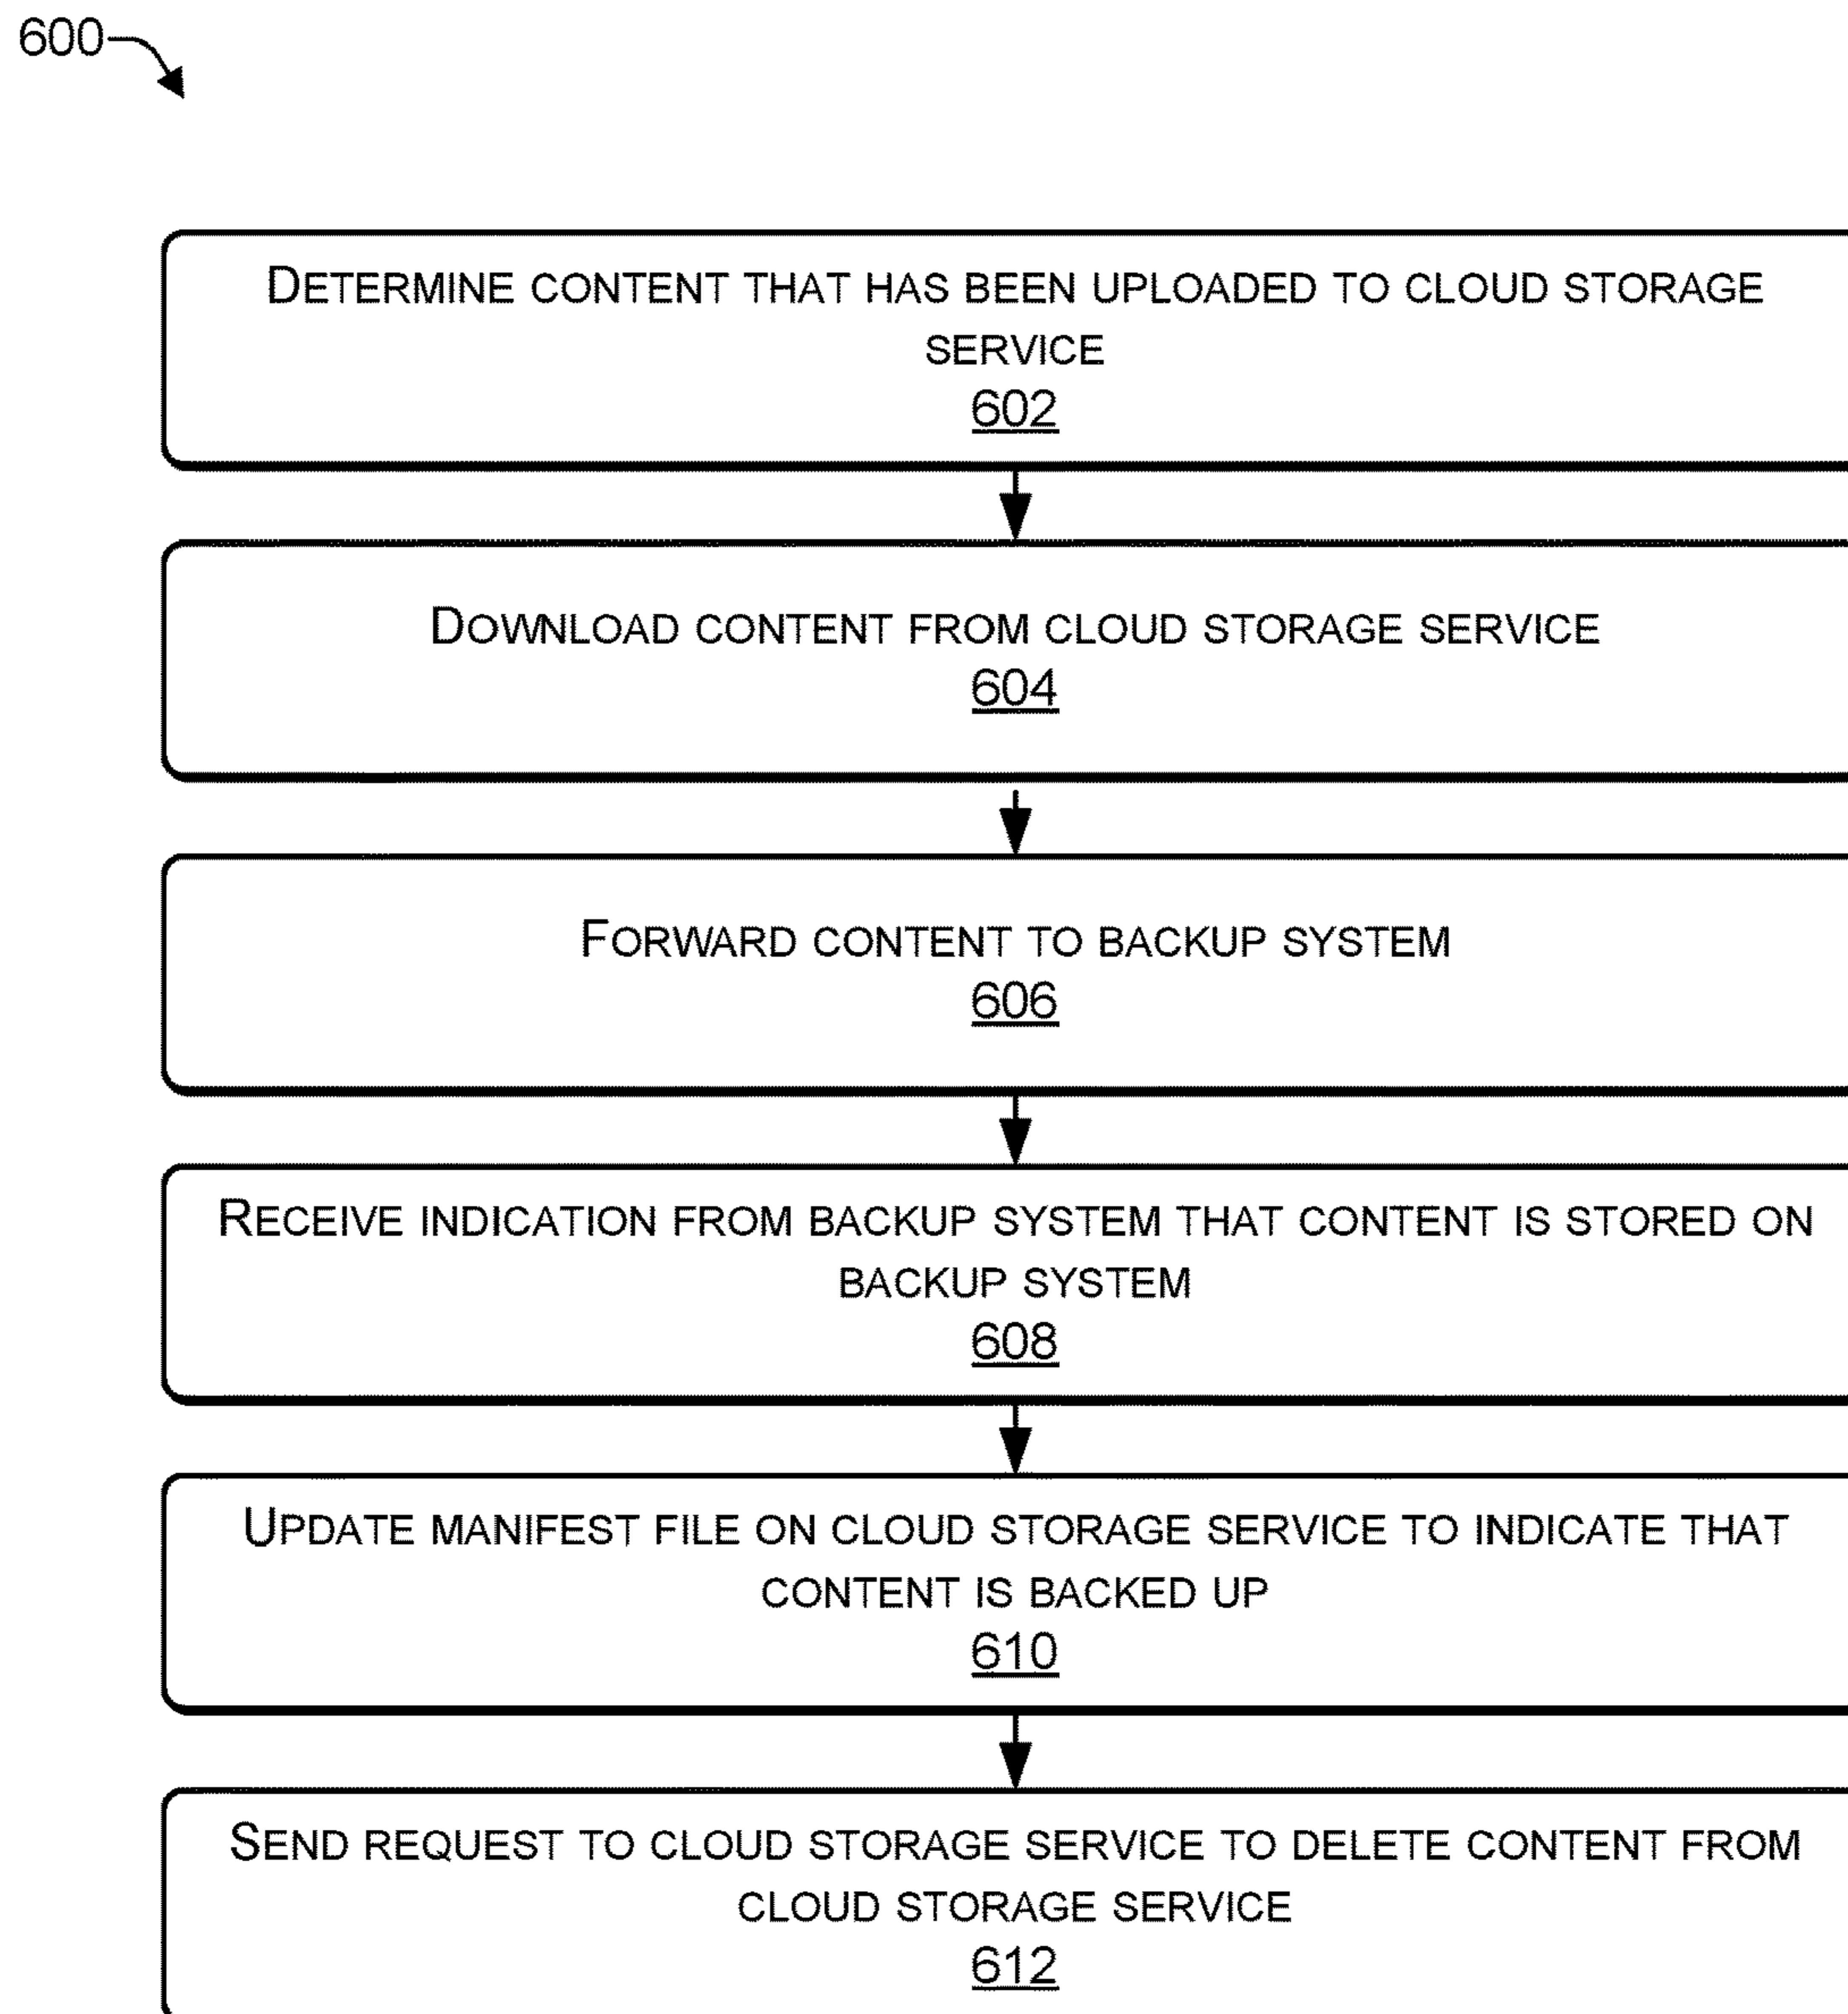 600
DETERMINE CONTENT THAT HAS BEEN UPLOADED TO CLOUD STORAGE
SERVICE
602
DOWNLOAD CONTENT FROM CLOUD STORAGE SERVICE
604
FORWARD CONTENT TO BACKUP SYSTEM
606
RECEIVE INDICATION FROM BACKUP SYSTEM THAT CONTENT IS STORED ON
BACKUP SYSTEM
608
UPDATE MANIFEST FILE ON CLOUD STORAGE SERVICE TO INDICATE THAT
CONTENT IS BACKED UP
610
SEND REQUEST TO CLOUD STORAGE SERVICE TO DELETE CONTENT FROM
CLOUD STORAGE SERVICE
612